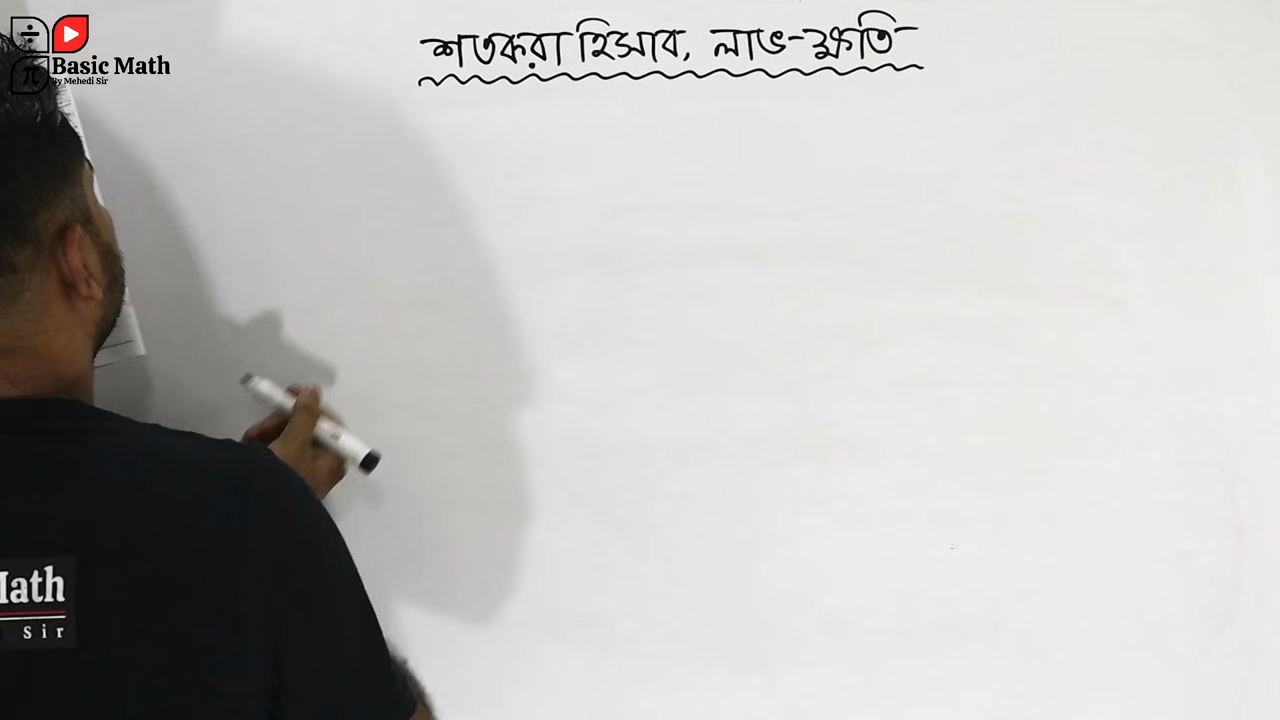 শতকরা হিসাব, লাভ-ক্ষতি
÷
π
Basic Math
By Mehedi Sir
Math
Sir